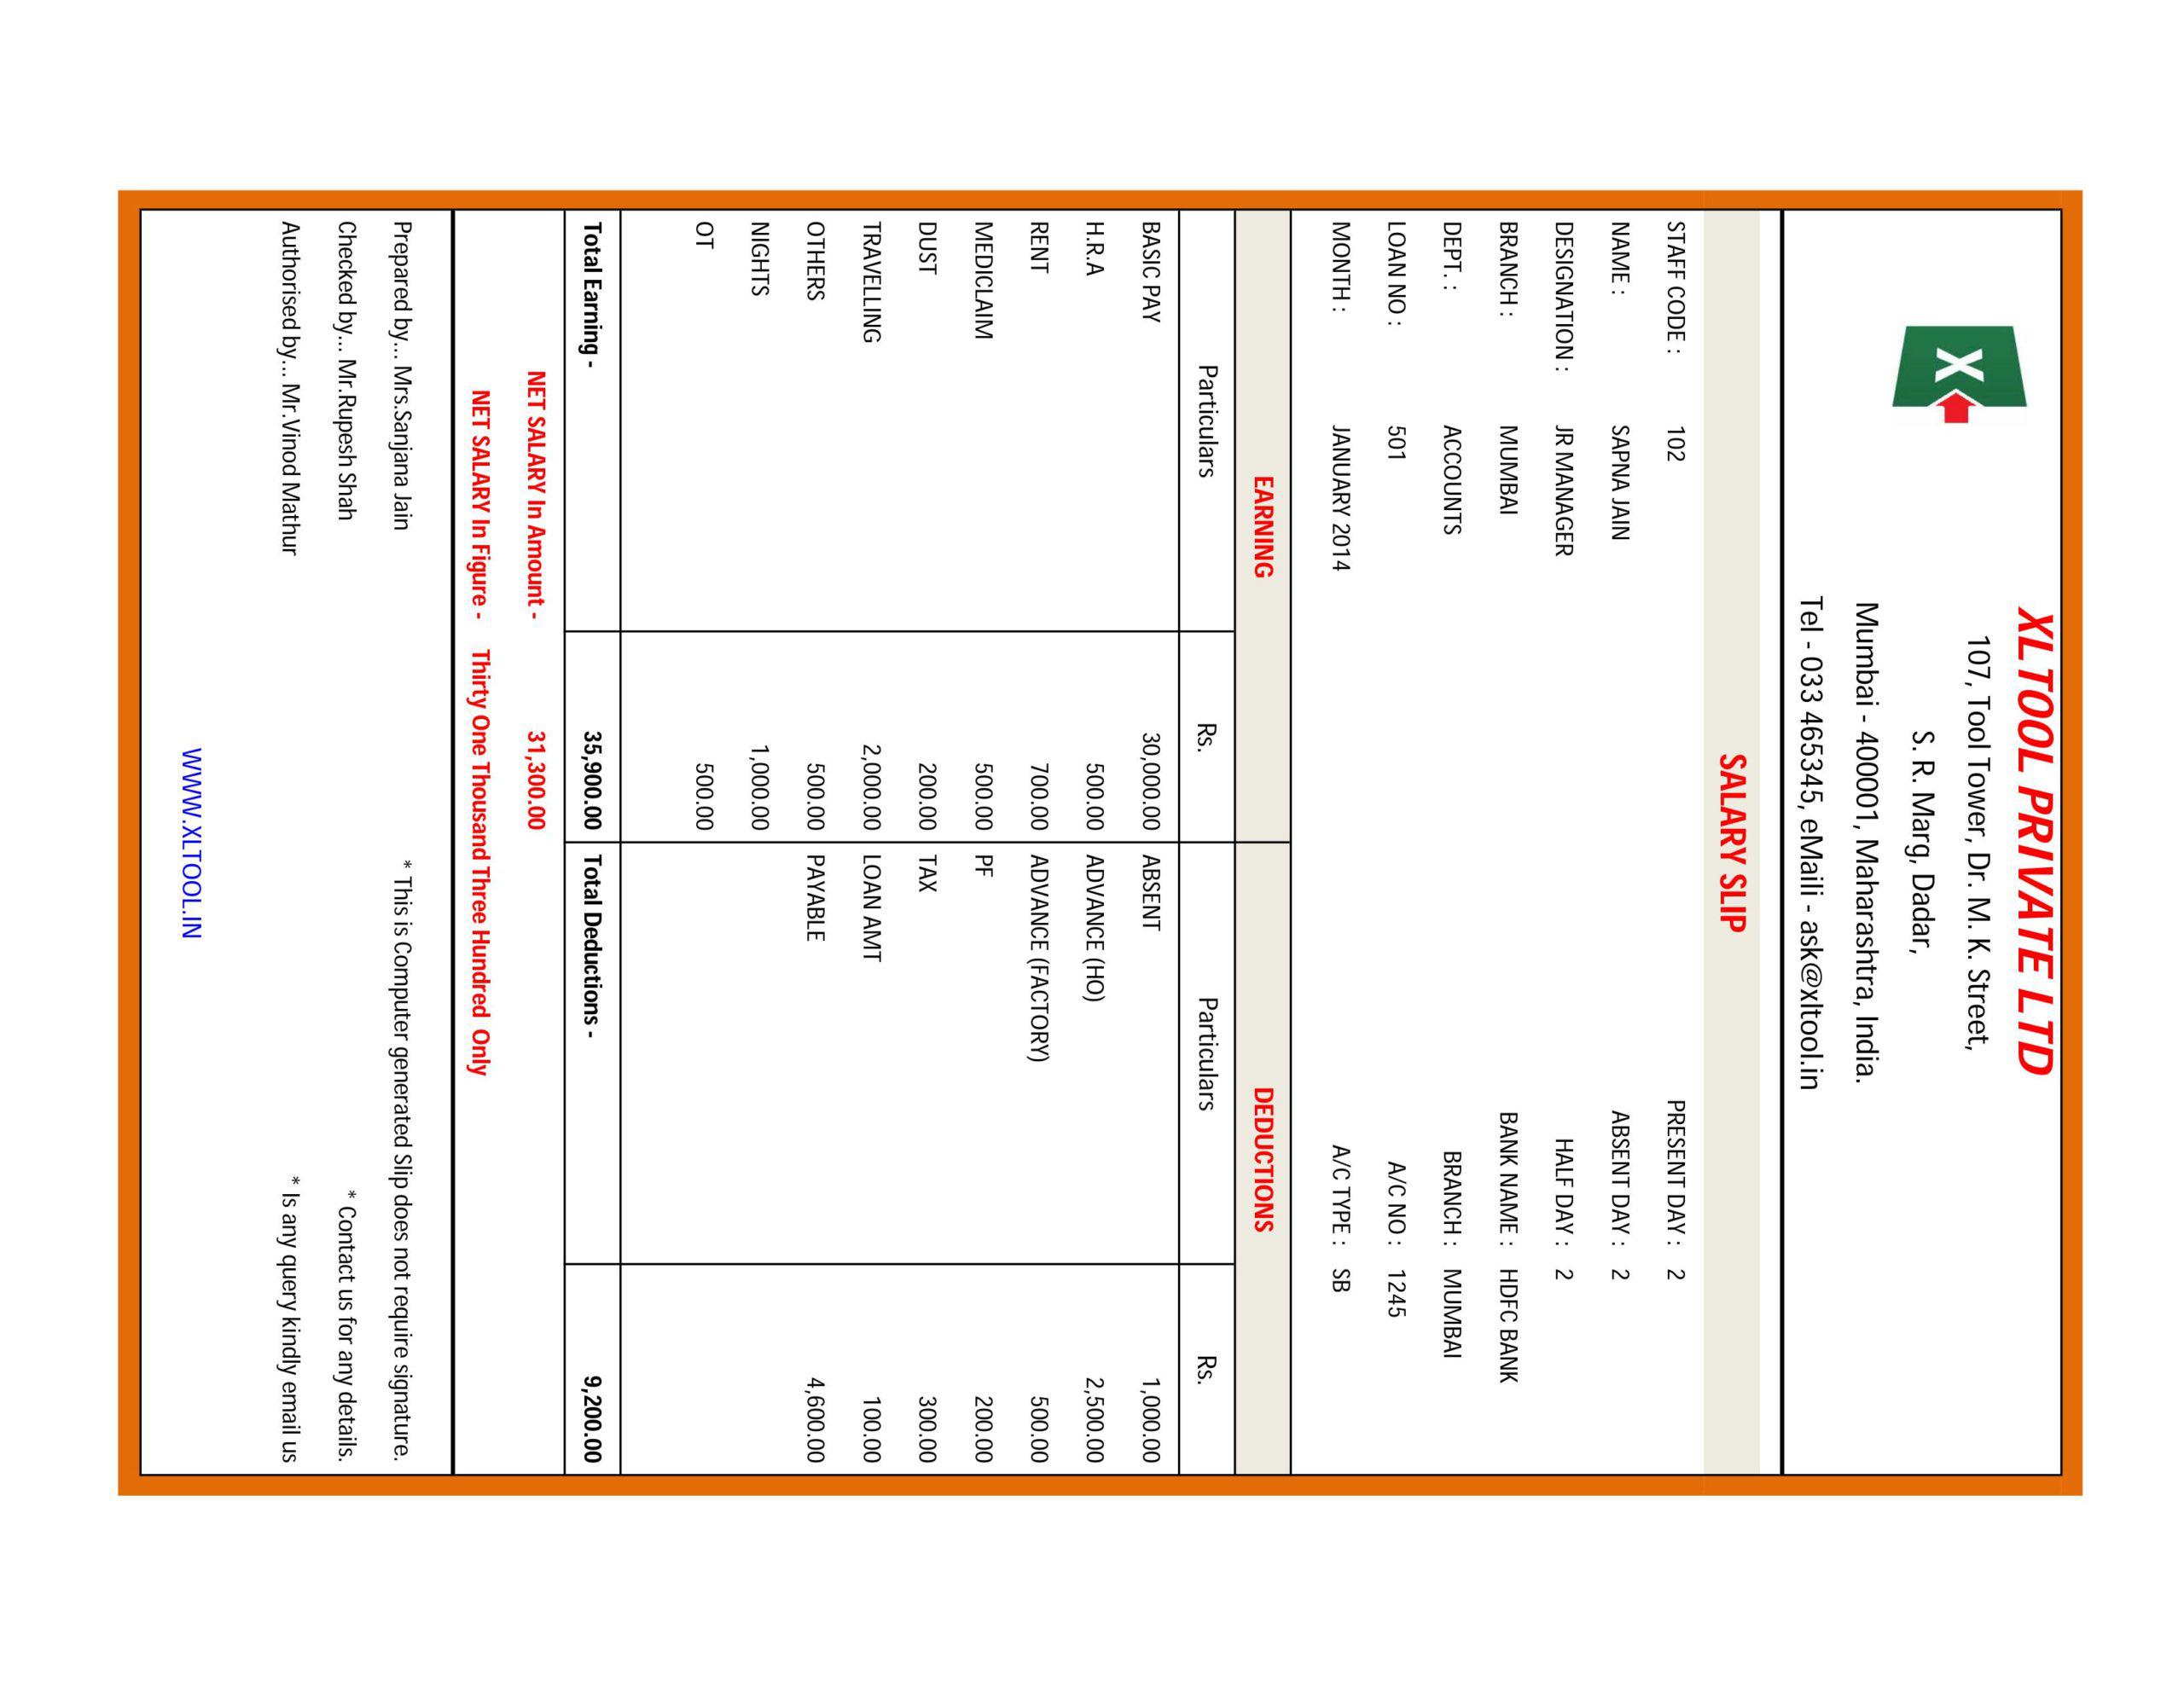 XL TOOL PRIVATE LTD
107, Tool Tower, Dr. M. K. Street,
S. R. Marg, Dadar,
Mumbai - 400001, Maharashtra, India.
Tel - 033 465345, eMaili - ask@xltool.in
X
SALARY SLIP
STAFF CODE : 102 PRESENT DAY : 2
NAME : SAPNA JAIN ABSENT DAY : 2
DESIGNATION : JR MANAGER HALF DAY : 2
BRANCH : MUMBAI BANK NAME : HDFC BANK
DEPT. : ACCOUNTS BRANCH : MUMBAI
LOAN NO : 501 A/C NO : 1245
MONTH : JANUARY 2014 A/C TYPE : SB
EARNING DEDUCTIONS
Particulars Rs. Particulars Rs.
BASIC PAY 30,000.00 ABSENT 1,000.00
H.R.A 500.00 ADVANCE (HO) 2,500.00
RENT 700.00 ADVANCE (FACTORY) 500.00
MEDICLAIM 500.00 PF 200.00
DUST 200.00 TAX 300.00
TRAVELLING 2,000.00 LOAN AMT 100.00
OTHERS 500.00 PAYABLE 4,600.00
NIGHTS 1,000.00
OT 500.00
Total Earning - 35,900.00 Total Deductions - 9,200.00
NET SALARY In Amount - 31,300.00
NET SALARY In Figure - Thirty One Thousand Three Hundred Only
Prepared by... Mrs.Sanjana Jain * This is Computer generated Slip does not require signature.
Checked by... Mr.Rupesh Shah * Contact us for any details.
Authorised by... Mr.Vinod Mathur * Is any query kindly email us
WWW.XLTOOL.IN